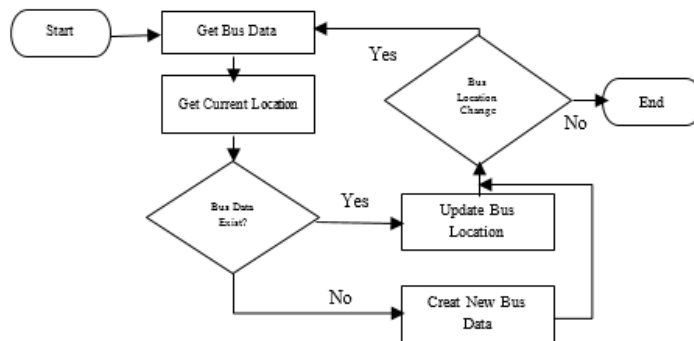 Start
Get Bus Data
Yes
Bus
Location
Change
End
No
Get Current Location
Bus Data
Exist?
Yes
Update Bus
Location
No
Creat New Bus
Data